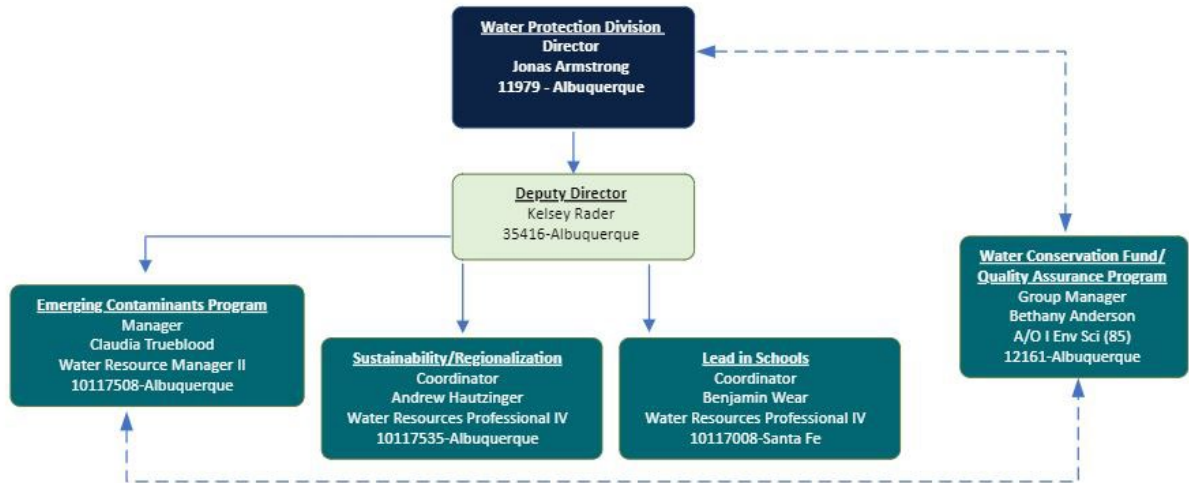 Water Protection Division
Director
Jonas Armstrong
11979 - Albuquerque
Deputy Director
Kelsey Rader
35416-Albuquerque
Emerging Contaminants Program
Manager
Claudia Trueblood
Water Resource Manager II
10117508-Albuquerque
Sustainability/Regionalization
Coordinator
Andrew Hautzinger
Water Resources Professional IV
10117535-Albuquerque
Lead in Schools
Coordinator
Benjamin Wear
Water Resources Professional IV
10117008-Santa Fe
Water Conservation Fund/
Quality Assurance Program
Group Manager
Bethany Anderson
A/O I Env Sci (85)
12161-Albuquerque